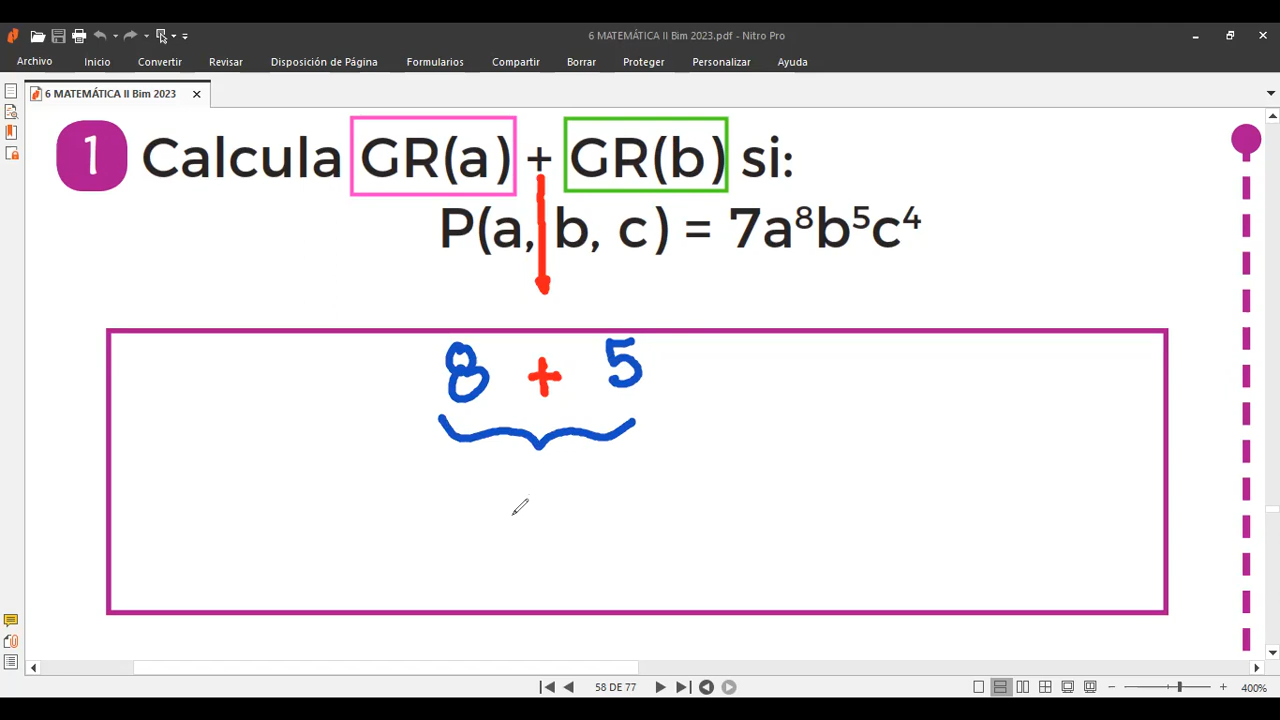 6 MATEMÁTICA II Bim 2023.pdf - Nitro Pro
Archivo Inicio Convertir Revisar Disposición de Página Formularios Compartir Borrar Proteger Personalizar Ayuda
6 MATEMÁTICA II Bim 2023
1 Calcula GR(a) + GR(b) si:
P(a, b, c) = 7a⁸b⁵c⁴
8 + 5
58 DE 77
400%